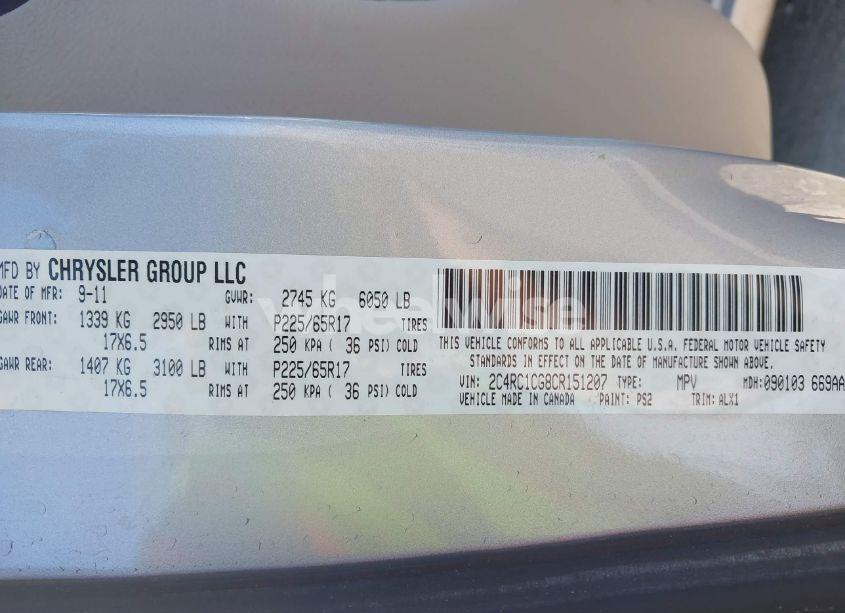 MFD BY CHRYSLER GROUP LLC
DATE OF MFR: 9-11 GVWR: 2745 KG 6050 LB
GAWR FRONT: 1339 KG 2950 LB WITH P225/65R17 TIRES
17X6.5 RIMS AT 250 KPA ( 36 PSI) COLD
GAWR REAR: 1407 KG 3100 LB WITH P225/65R17 TIRES
17X6.5 RIMS AT 250 KPA ( 36 PSI) COLD
THIS VEHICLE CONFORMS TO ALL APPLICABLE U.S.A. FEDERAL MOTOR VEHICLE SAFETY
STANDARDS IN EFFECT ON THE DATE OF MANUFACTURE SHOWN ABOVE.
VIN: 2C4RC1CG8CR151207 TYPE: MPV MDH:090103 669AA
VEHICLE MADE IN CANADA PAINT: PS2 TRIM: ALX1